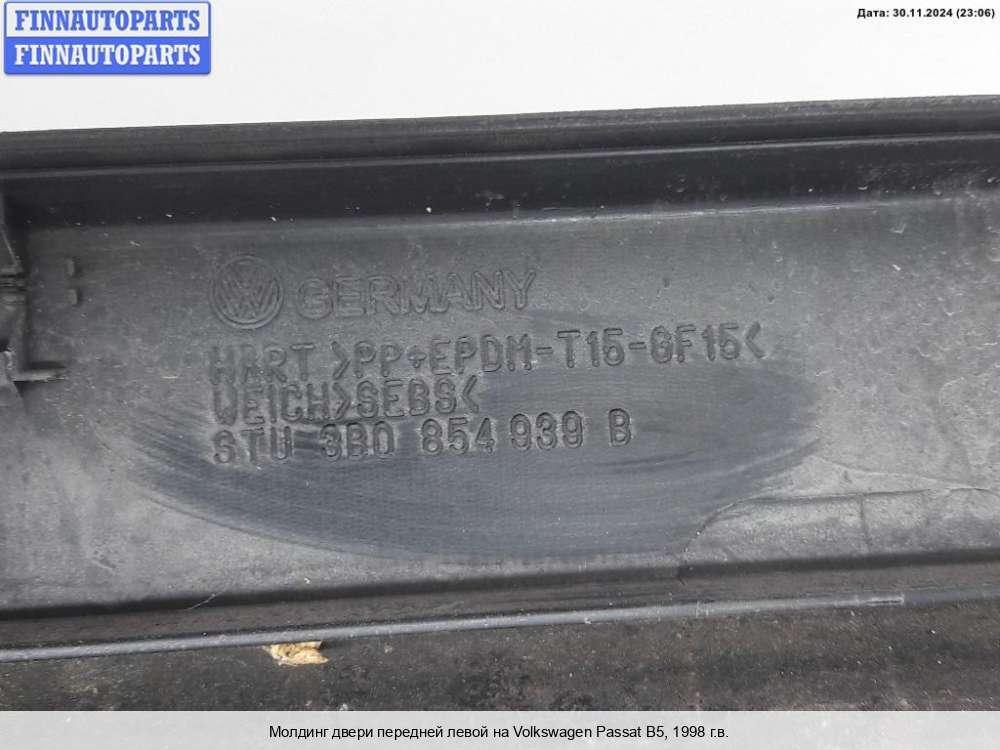 FINNAUTOPARTS
FINNAUTOPARTS
Дата: 30.11.2024 (23:06)
GERMANY
HART >PP+EPDM-T15-GF15<
WEICH>SEBS<
STU 3B0 854 939 B
Молдинг двери передней левой на Volkswagen Passat B5, 1998 г.в.